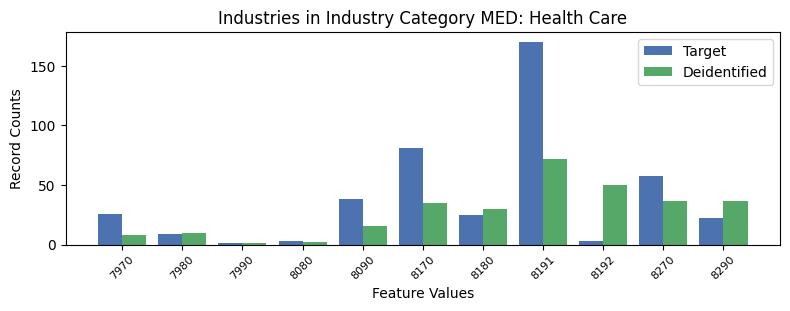 Industries in Industry Category MED: Health Care
Target
Deidentified
Record Counts
150
100
50
0
7970 7980 7990 8080 8090 8170 8180 8191 8192 8270 8290
Feature Values